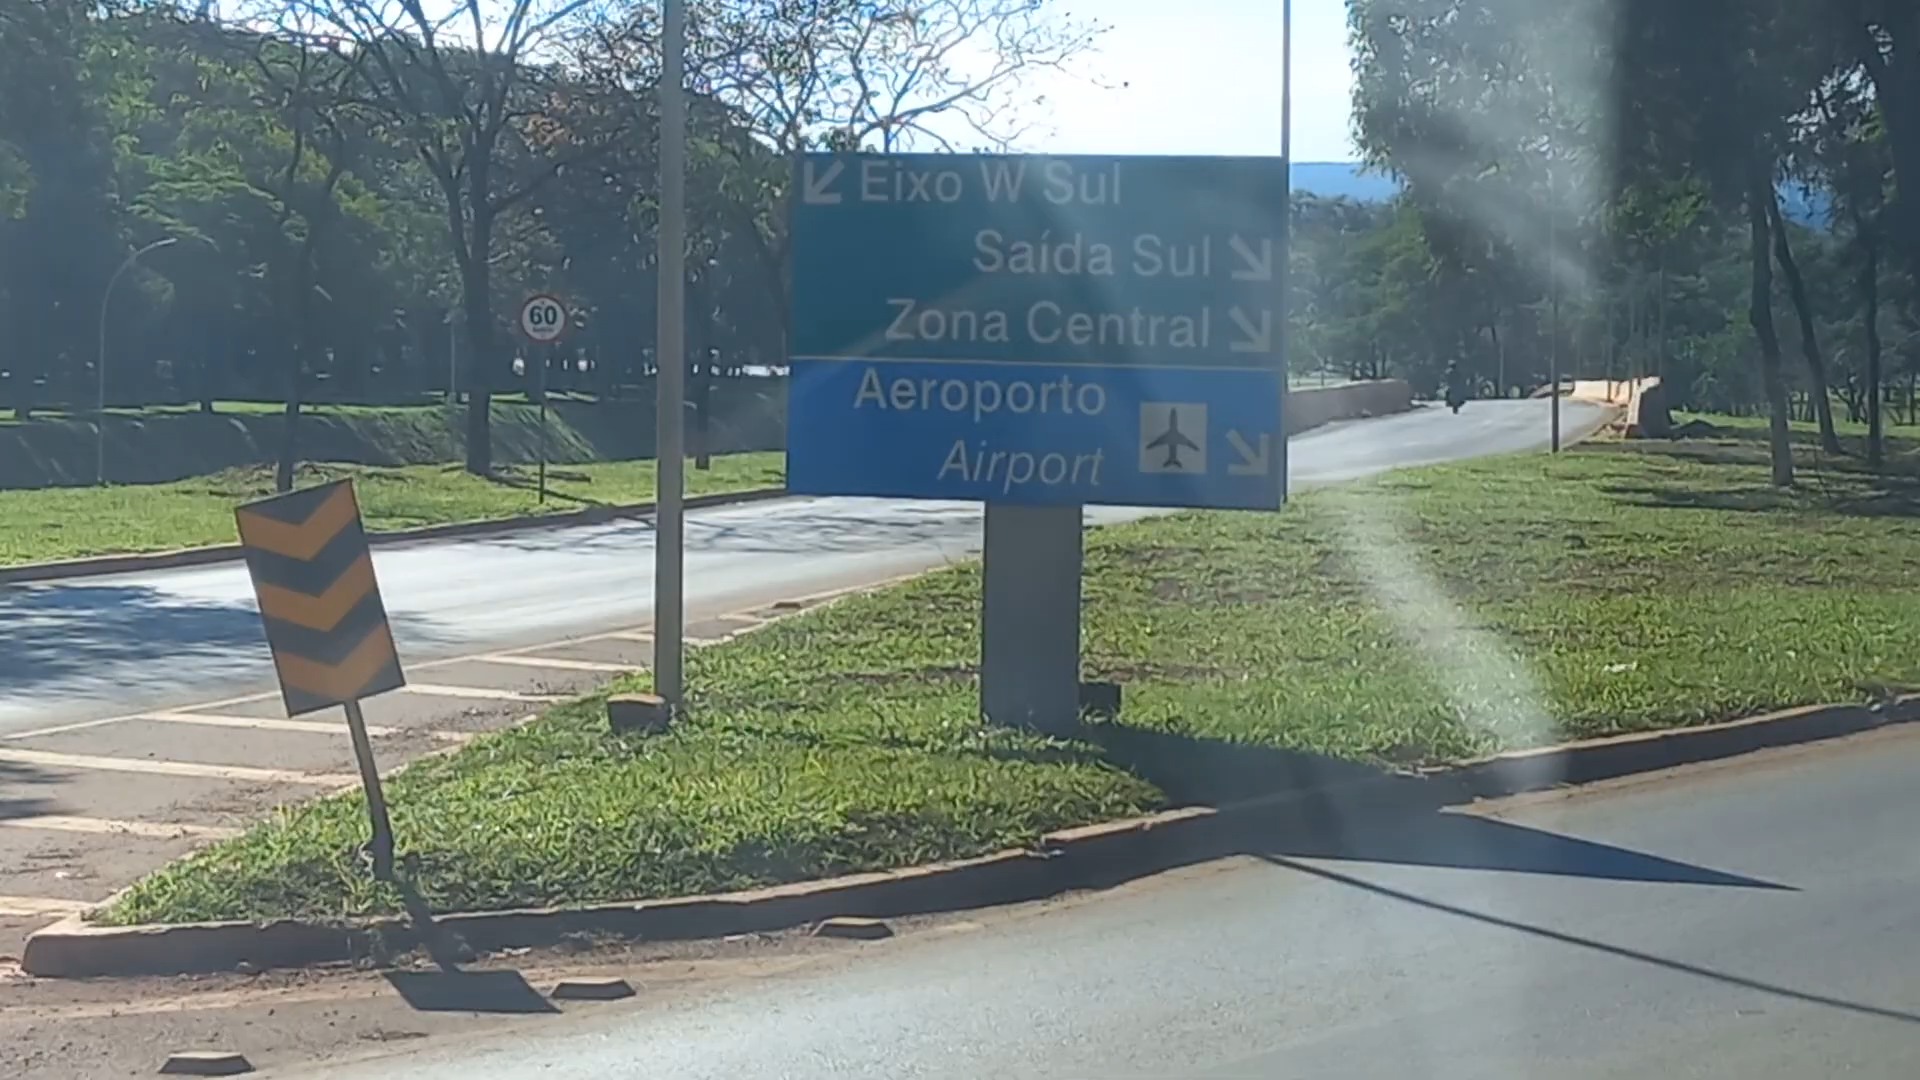 Eixo W Sul
Saída Sul
Zona Central
Aeroporto
Airport
60